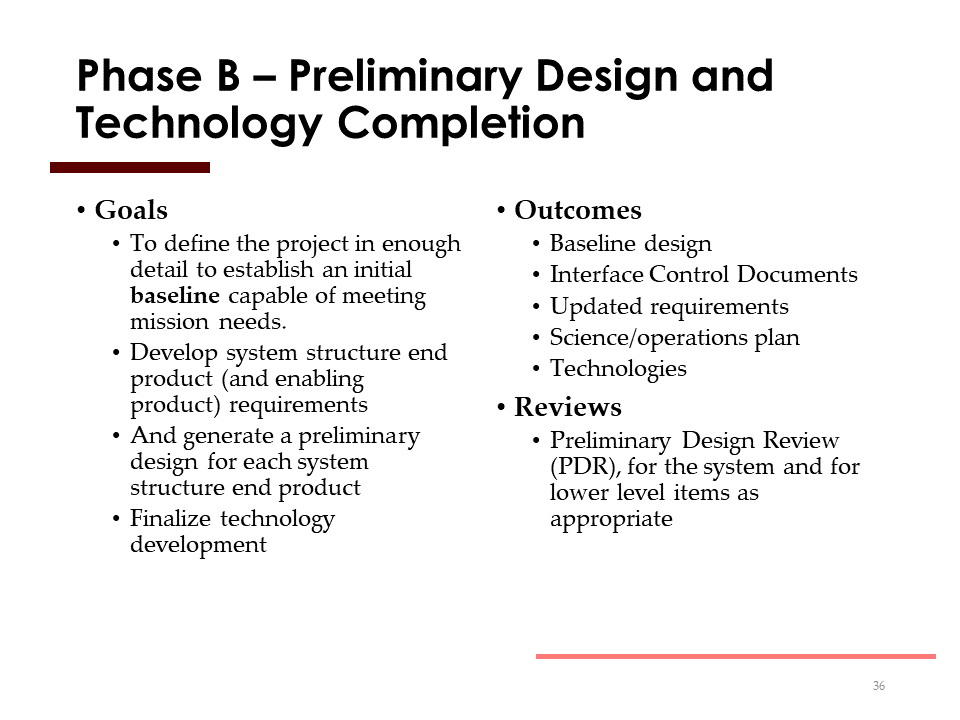 Phase B – Preliminary Design and
Technology Completion
• Goals
• To define the project in enough
detail to establish an initial
baseline capable of meeting
mission needs.
• Develop system structure end
product (and enabling
product) requirements
• And generate a preliminary
design for each system
structure end product
• Finalize technology
development
• Outcomes
• Baseline design
• Interface Control Documents
• Updated requirements
• Science/operations plan
• Technologies
• Reviews
• Preliminary Design Review
(PDR), for the system and for
lower level items as
appropriate
36